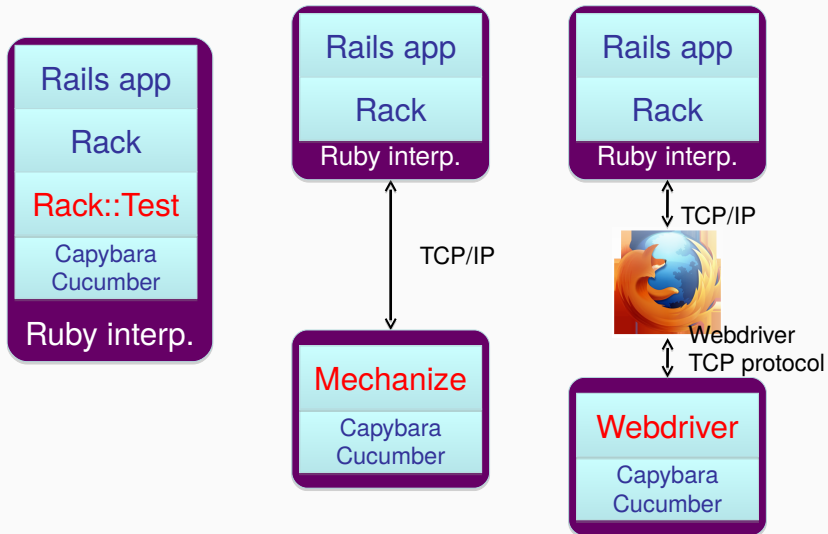 Rails app
Rack
Rack::Test
Capybara
Cucumber
Ruby interp.
Rails app
Rack
Ruby interp.
TCP/IP
Mechanize
Capybara
Cucumber
Rails app
Rack
Ruby interp.
TCP/IP
Webdriver
TCP protocol
Webdriver
Capybara
Cucumber